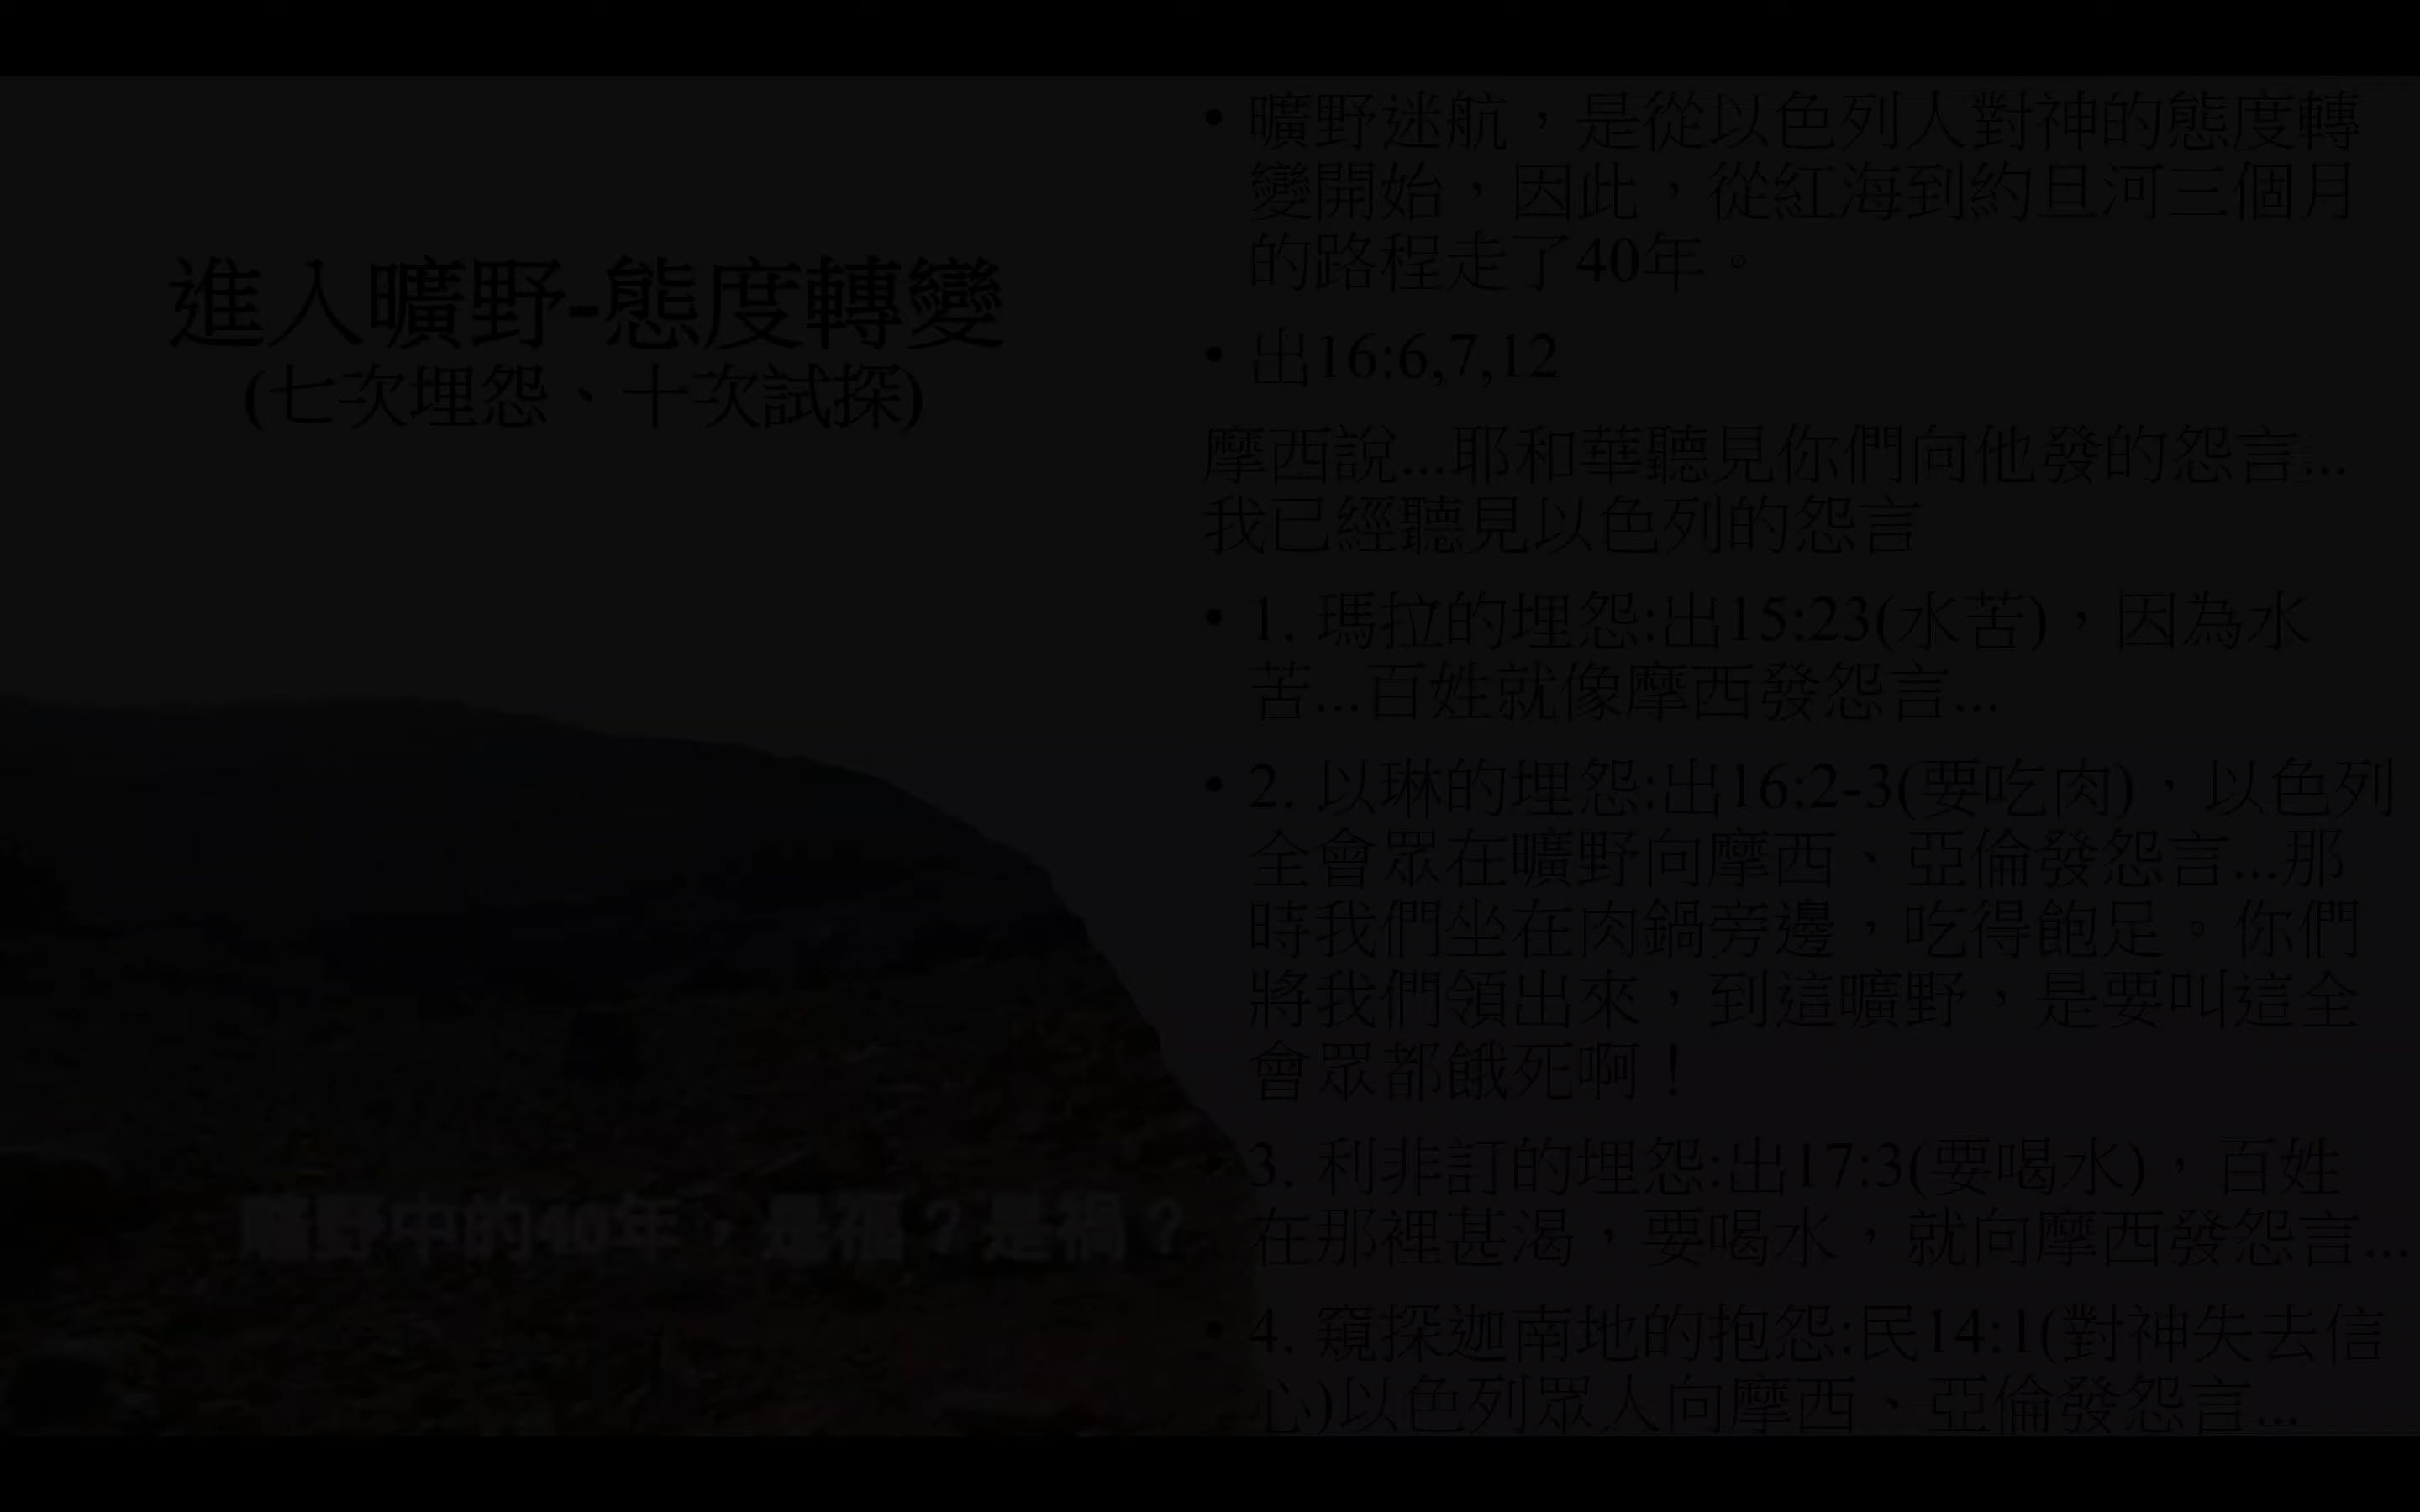 進入曠野-態度轉變
(七次埋怨、十次試探)
曠野中的40年，是福？是禍？
• 曠野迷航，是從以色列人對神的態度轉
變開始，因此，從紅海到約旦河三個月
的路程走了40年。
• 出16:6,7,12
摩西說...耶和華聽見你們向他發的怨言...
我已經聽見以色列的怨言
• 1. 瑪拉的埋怨:出15:23(水苦)，因為水
苦...百姓就像摩西發怨言...
• 2. 以琳的埋怨:出16:2-3(要吃肉)，以色列
全會眾在曠野向摩西、亞倫發怨言...那
時我們坐在肉鍋旁邊，吃得飽足。你們
將我們領出來，到這曠野，是要叫這全
會眾都餓死啊！
• 3. 利非訂的埋怨:出17:3(要喝水)，百姓
在那裡甚渴，要喝水，就向摩西發怨言...
• 4. 窺探迦南地的抱怨:民14:1(對神失去信
心)以色列眾人向摩西、亞倫發怨言...